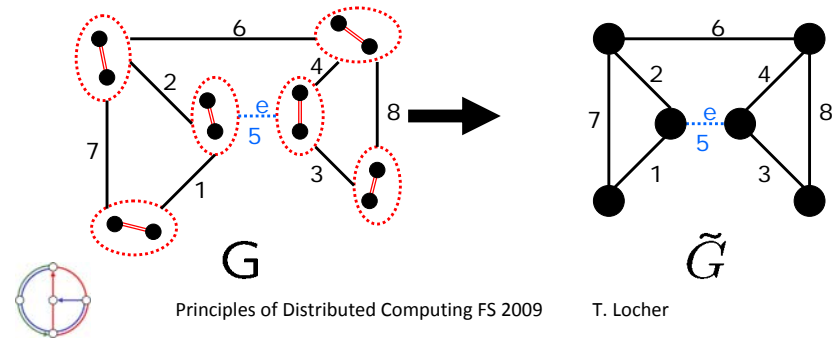 6 6
2 4 2 4
e e
7 5 8 7 5 8
1 3 1 3
G G̃
Principles of Distributed Computing FS 2009 T. Locher